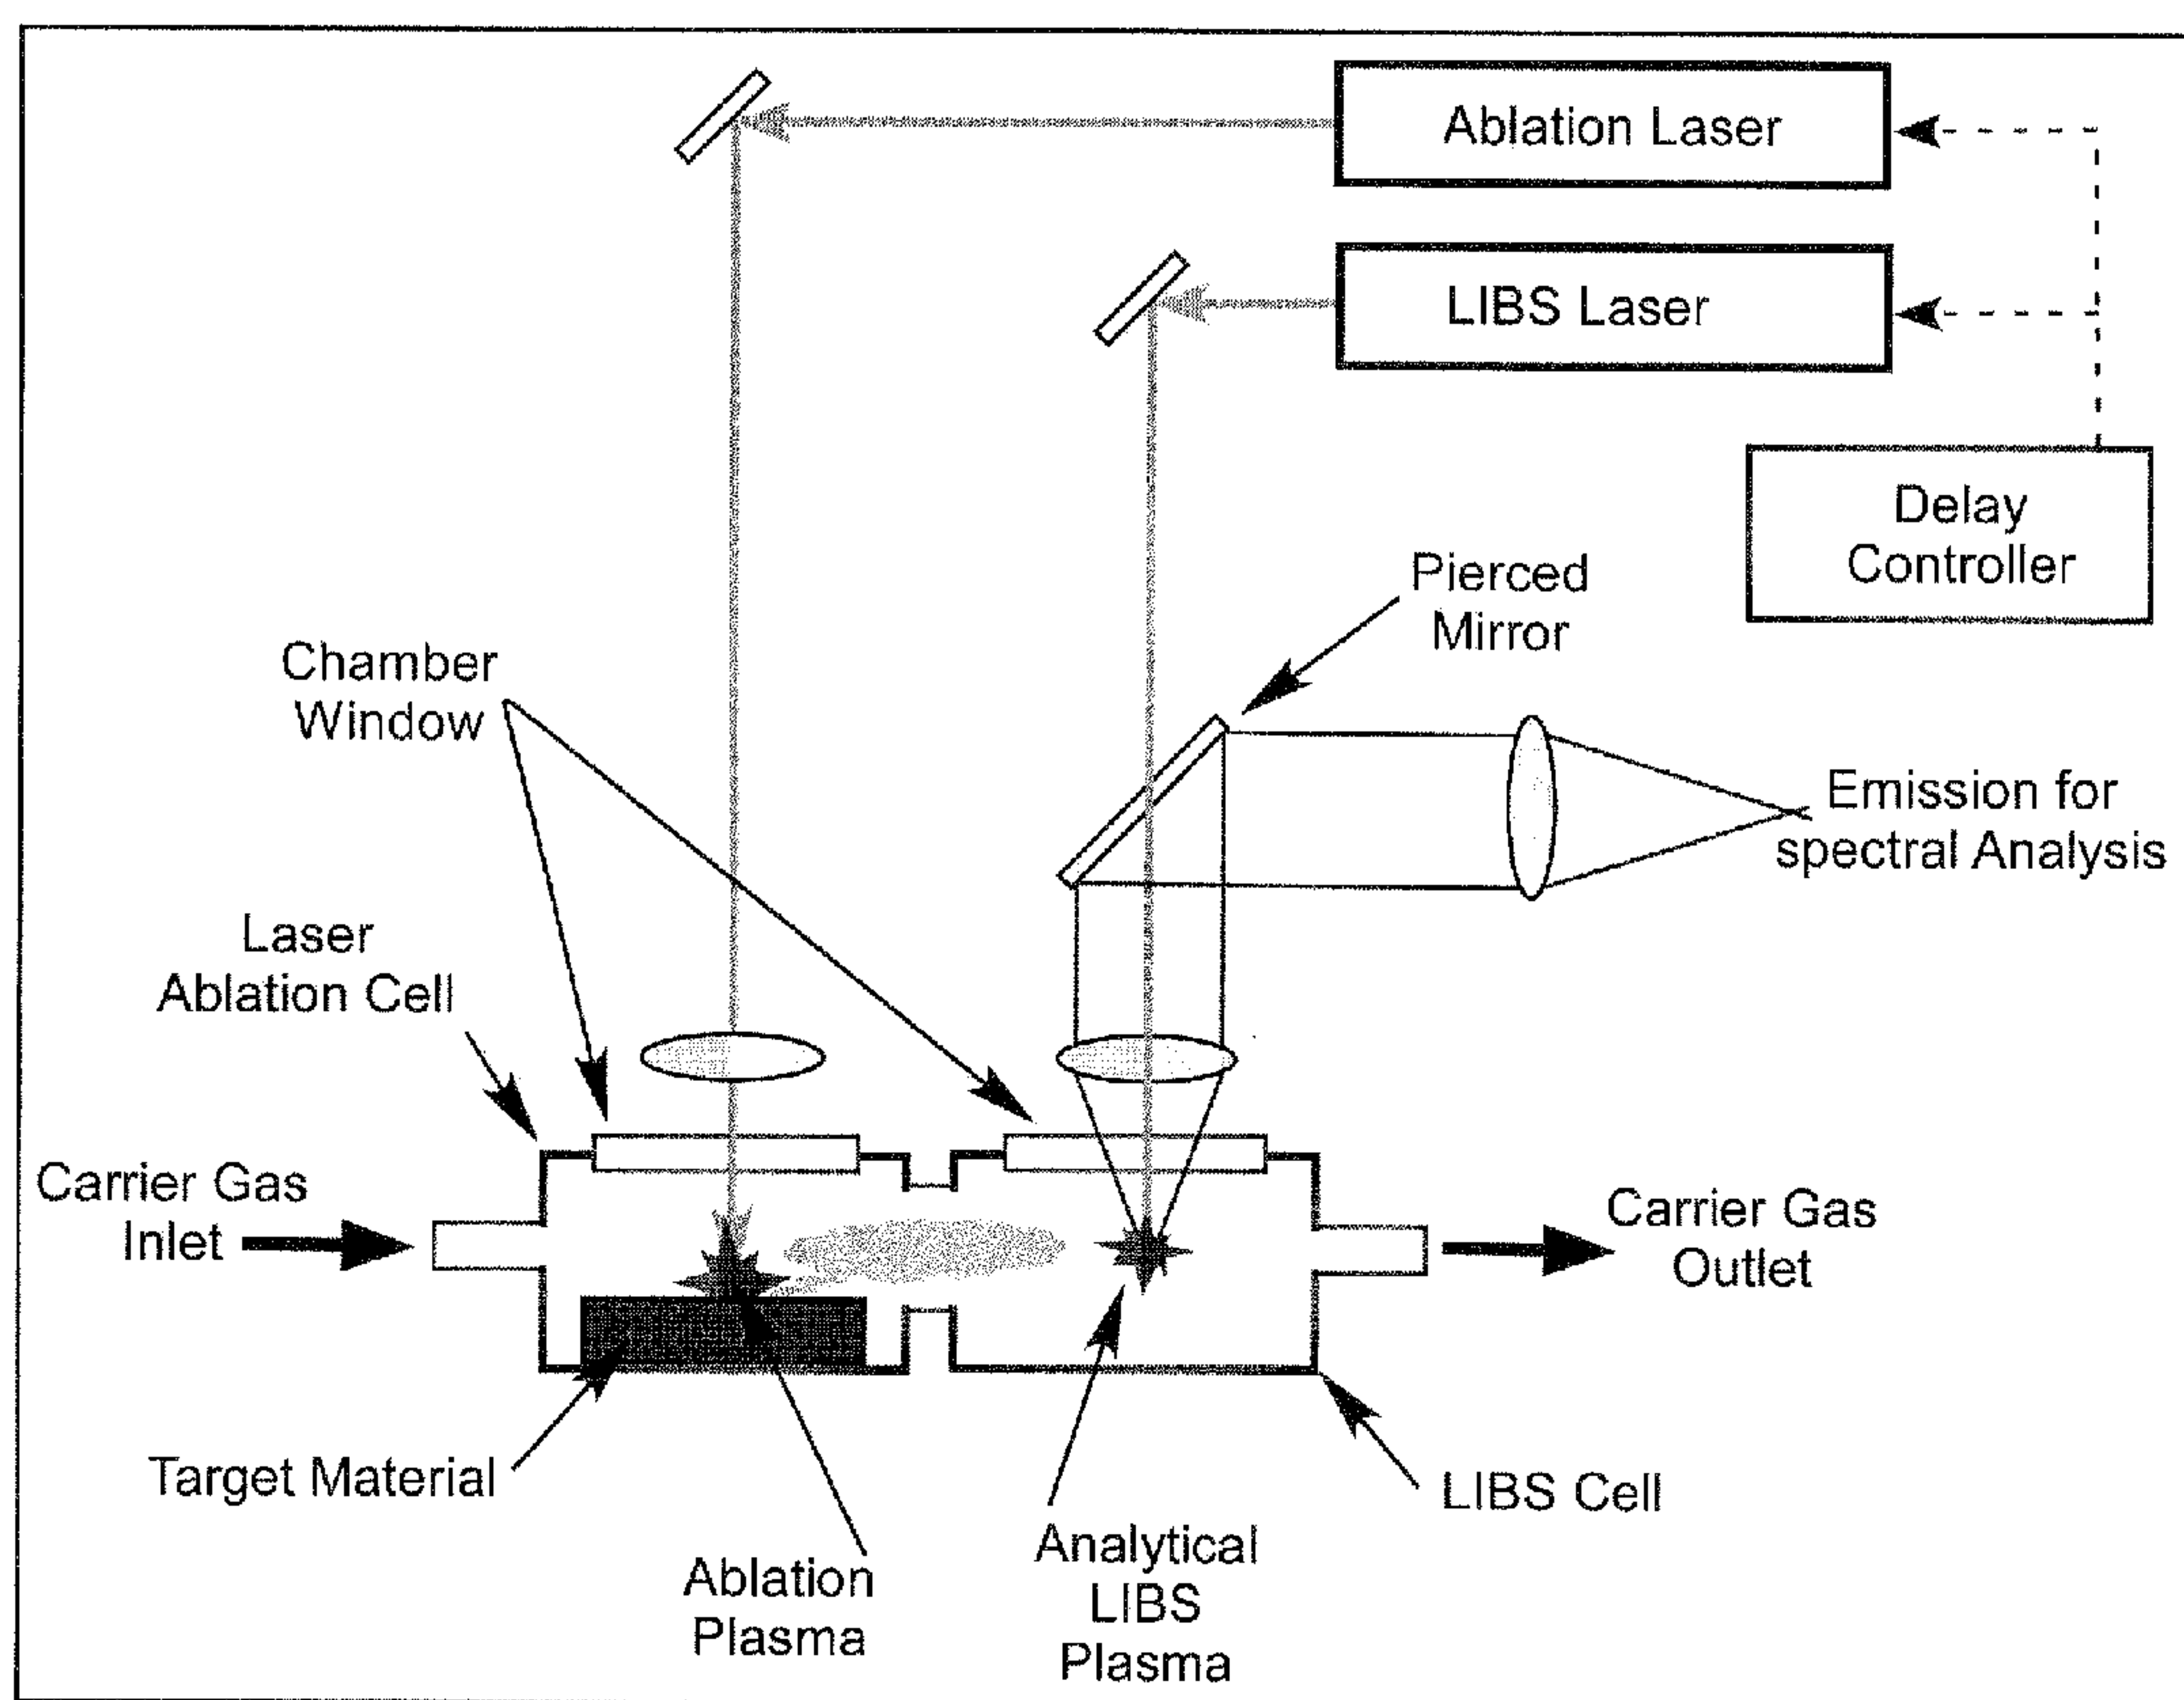 Ablation Laser
LIBS Laser
Delay
Controller
Pierced
Mirror
Chamber
Window
Emission for
spectral Analysis
Laser
Ablation Cell
Carrier Gas
Inlet
Carrier Gas
Outlet
Target Material
LIBS Cell
Ablation
Plasma
Analytical
LIBS
Plasma